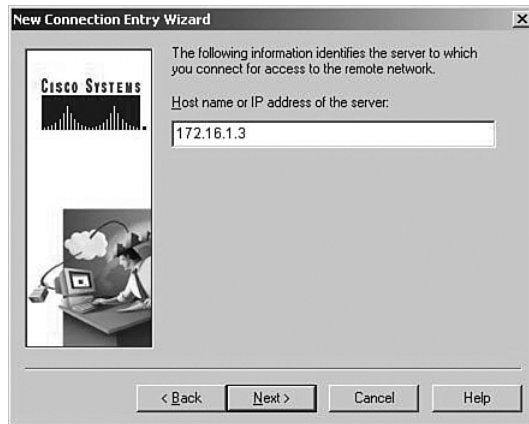 New Connection Entry Wizard
CISCO SYSTEMS
The following information identifies the server to which
you connect for access to the remote network.
Host name or IP address of the server:
172.16.1.3
< Back
Next >
Cancel
Help